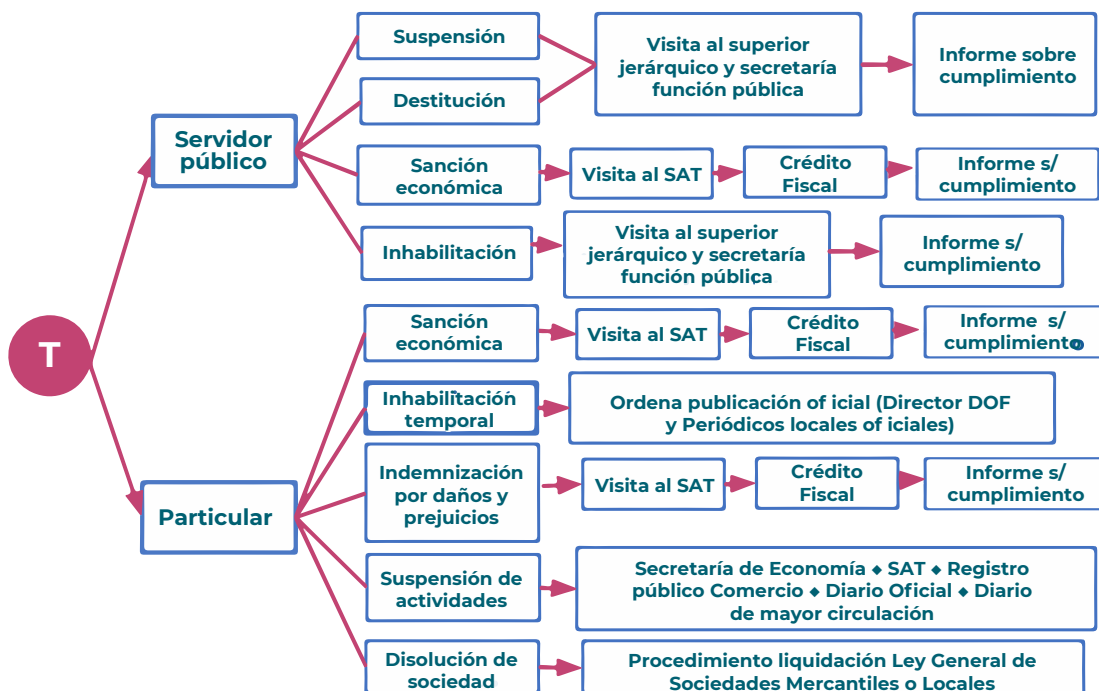 Suspensión
Visita al superior
jerárquico y secretaría
función pública
Informe sobre
cumplimiento
Destitución
Servidor
público
Sanción
económica
Visita al SAT
Crédito
Fiscal
Informe s/
cumplimiento
Inhabilitación
Visita al superior
jerárquico y secretaría
función pública
Informe s/
cumplimiento
T
Sanción
económica
Visita al SAT
Crédito
Fiscal
Informe s/
cumplimiento
Inhabilitación
temporal
Ordena publicación of icial (Director DOF
y Periódicos locales of iciales)
Particular
Indemnización
por daños y
prejuicios
Visita al SAT
Crédito
Fiscal
Informe s/
cumplimiento
Suspensión de
actividades
Secretaría de Economía ◆ SAT ◆ Registro
público Comercio ◆ Diario Oficial ◆ Diario
de mayor circulación
Disolución de
sociedad
Procedimiento liquidación Ley General de
Sociedades Mercantiles o Locales